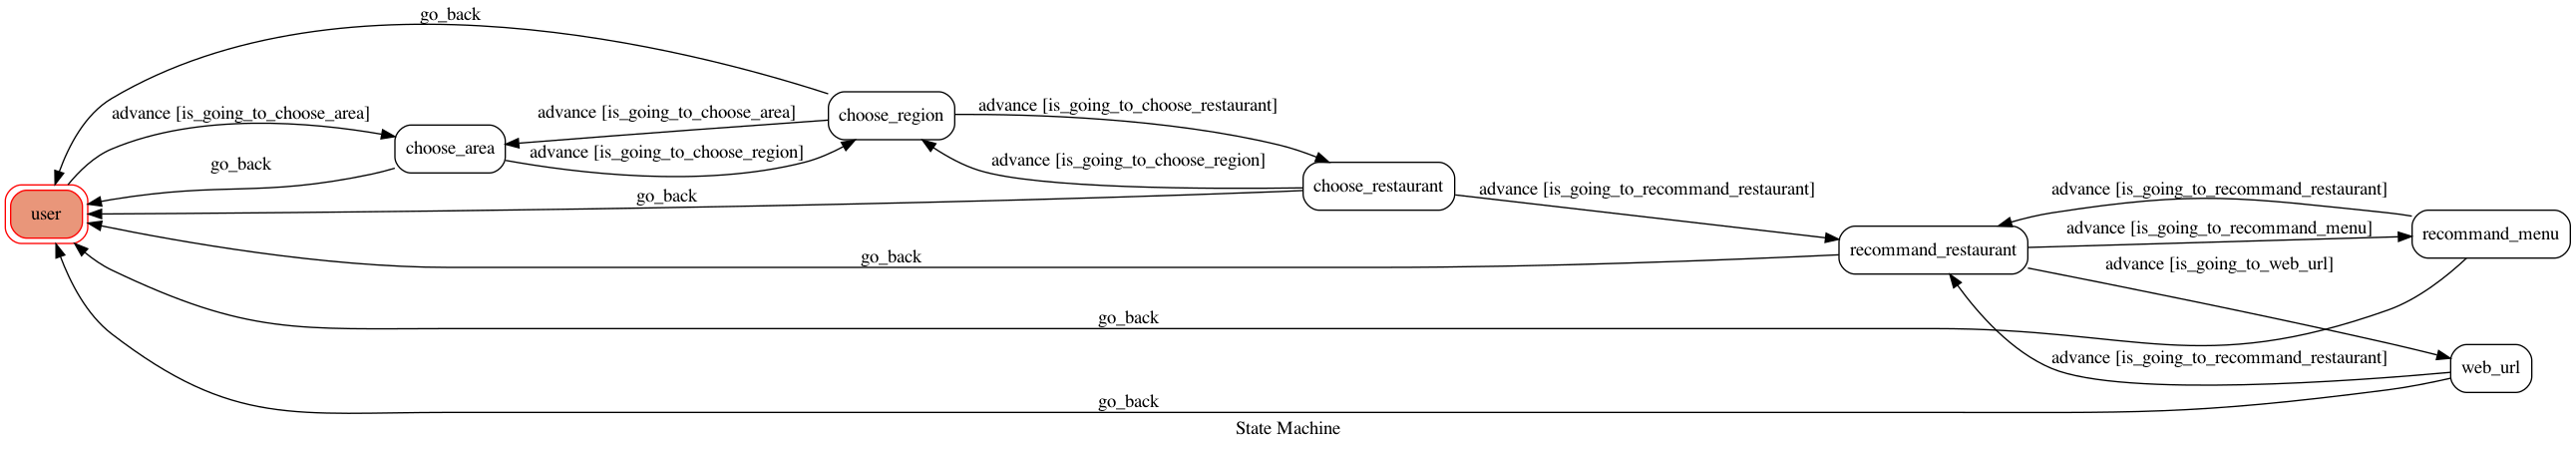 go_back
advance [is_going_to_choose_area]
advance [is_going_to_choose_area]
choose_region
advance [is_going_to_choose_restaurant]
choose_area
advance [is_going_to_choose_region]
advance [is_going_to_choose_region]
go_back
choose_restaurant
advance [is_going_to_recommand_restaurant]
advance [is_going_to_recommand_restaurant]
go_back
user
advance [is_going_to_recommand_menu]
recommand_menu
recommand_restaurant
go_back
advance [is_going_to_web_url]
go_back
advance [is_going_to_recommand_restaurant]
web_url
go_back
State Machine